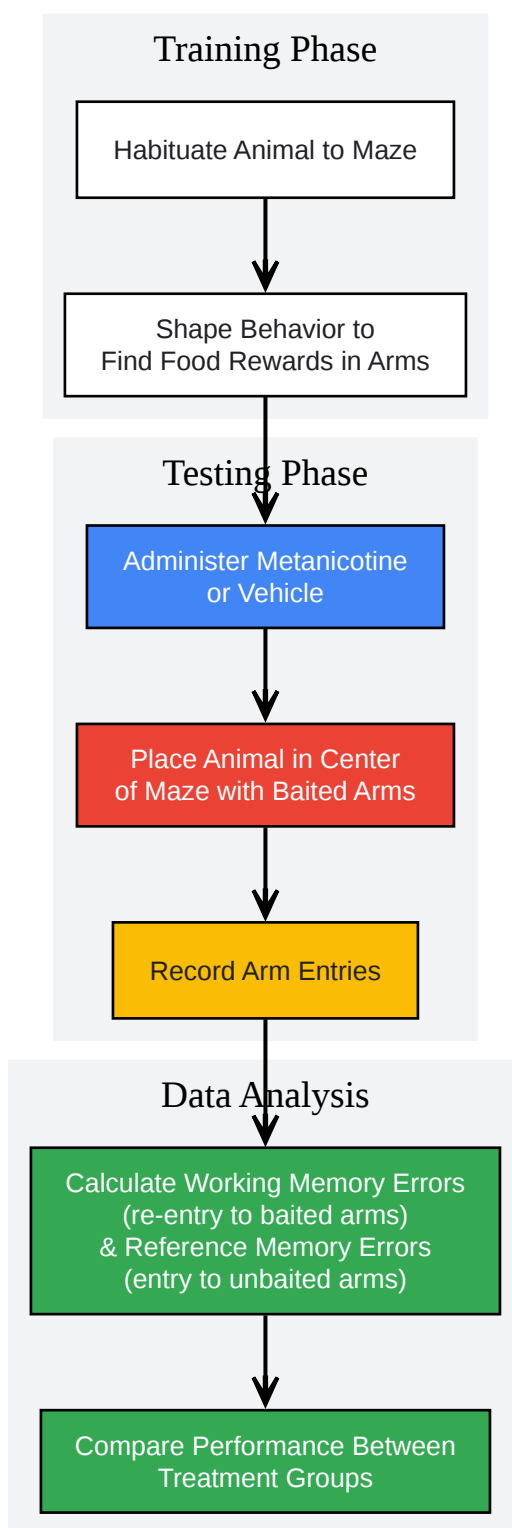 Training Phase
Habituate Animal to Maze
Shape Behavior to
Find Food Rewards in Arms
Testing Phase
Administer Metanicotine
or Vehicle
Place Animal in Center
of Maze with Baited Arms
Record Arm Entries
Data Analysis
Calculate Working Memory Errors
(re-entry to baited arms)
& Reference Memory Errors
(entry to unbaited arms)
Compare Performance Between
Treatment Groups